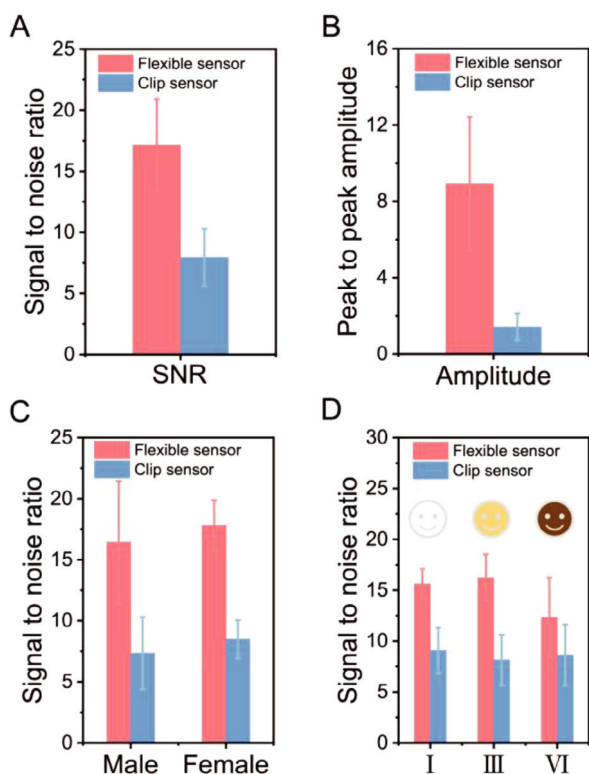 A
Signal to noise ratio
25
20
15
10
5
0
Flexible sensor
Clip sensor
SNR
B
Peak to peak amplitude
16
12
8
4
0
Flexible sensor
Clip sensor
Amplitude
C
Signal to noise ratio
25
20
15
10
5
0
Flexible sensor
Clip sensor
Male Female
D
Signal to noise ratio
30
25
20
15
10
5
0
Flexible sensor
Clip sensor
I III VI